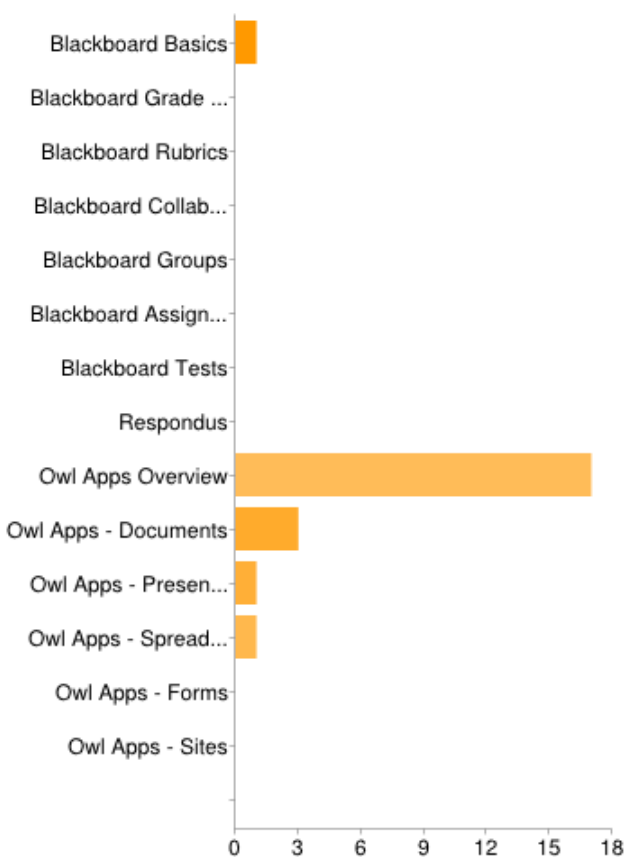 Blackboard Basics
Blackboard Grade ...
Blackboard Rubrics
Blackboard Collab...
Blackboard Groups
Blackboard Assign...
Blackboard Tests
Respondus
Owl Apps Overview
Owl Apps - Documents
Owl Apps - Presen...
Owl Apps - Spread...
Owl Apps - Forms
Owl Apps - Sites
0 3 6 9 12 15 18